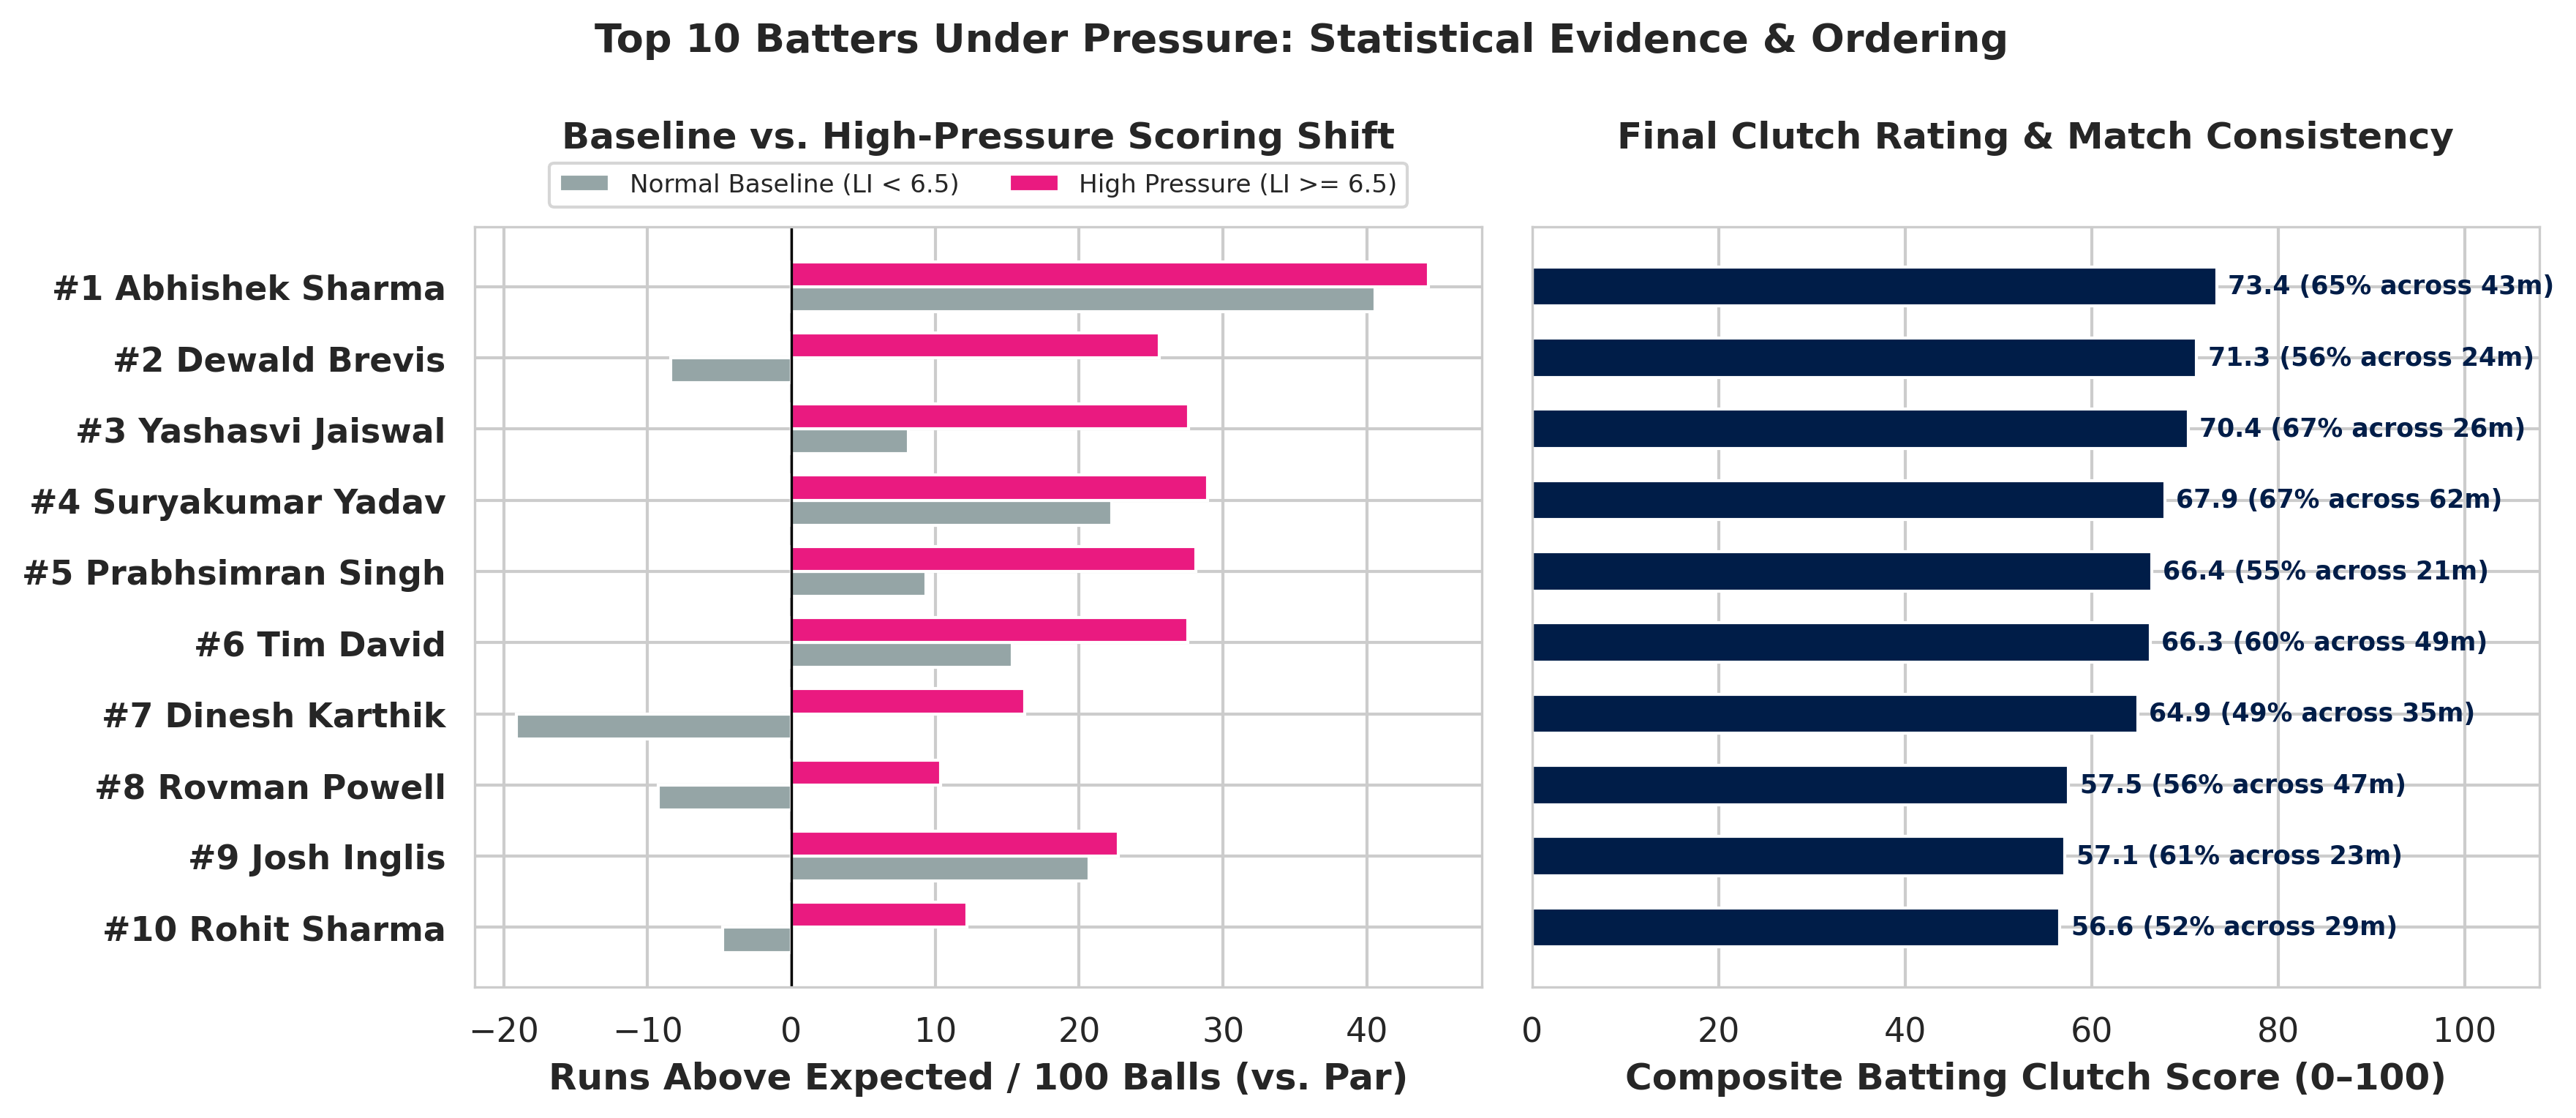 Top 10 Batters Under Pressure: Statistical Evidence & Ordering
Baseline vs. High-Pressure Scoring Shift
Normal Baseline (LI < 6.5)
High Pressure (LI >= 6.5)
#1 Abhishek Sharma
#2 Dewald Brevis
#3 Yashasvi Jaiswal
#4 Suryakumar Yadav
#5 Prabhsimran Singh
#6 Tim David
#7 Dinesh Karthik
#8 Rovman Powell
#9 Josh Inglis
#10 Rohit Sharma
−20 −10 0 10 20 30 40
Runs Above Expected / 100 Balls (vs. Par)
Final Clutch Rating & Match Consistency
73.4 (65% across 43m)
71.3 (56% across 24m)
70.4 (67% across 26m)
67.9 (67% across 62m)
66.4 (55% across 21m)
66.3 (60% across 49m)
64.9 (49% across 35m)
57.5 (56% across 47m)
57.1 (61% across 23m)
56.6 (52% across 29m)
0 20 40 60 80 100
Composite Batting Clutch Score (0–100)